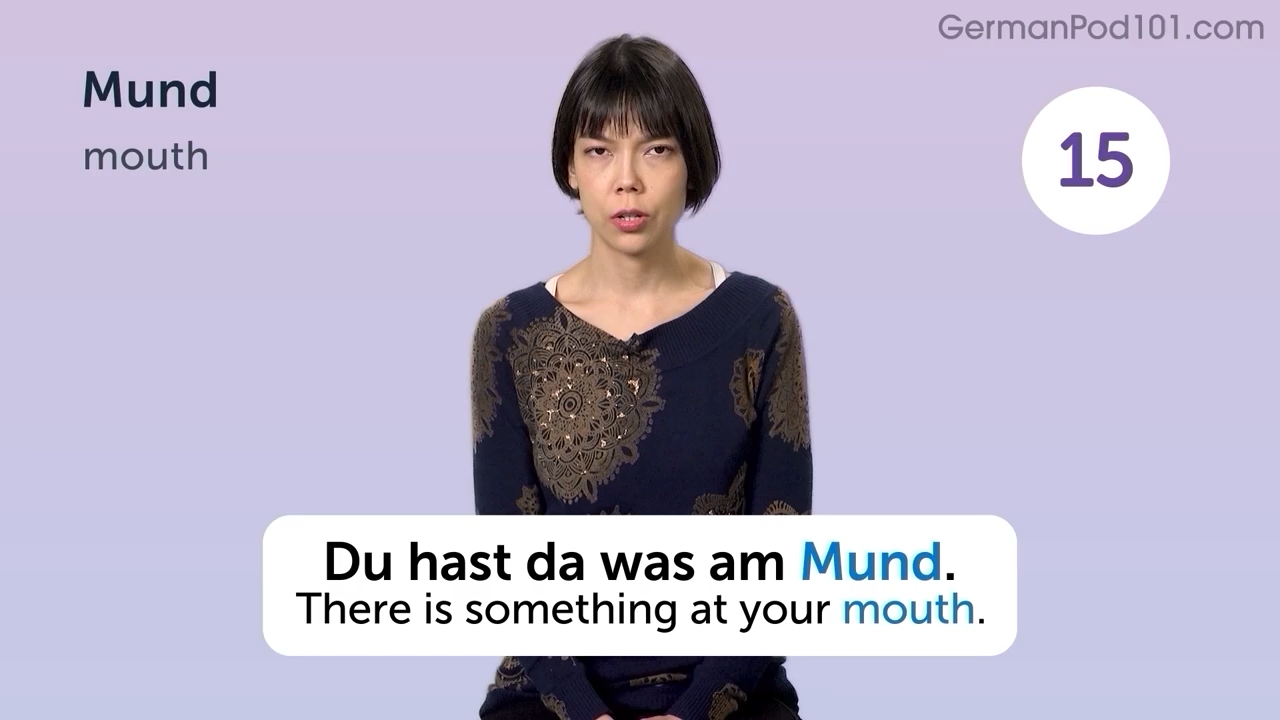 GermanPod101.com
Mund
mouth
15
Du hast da was am Mund.
There is something at your mouth.